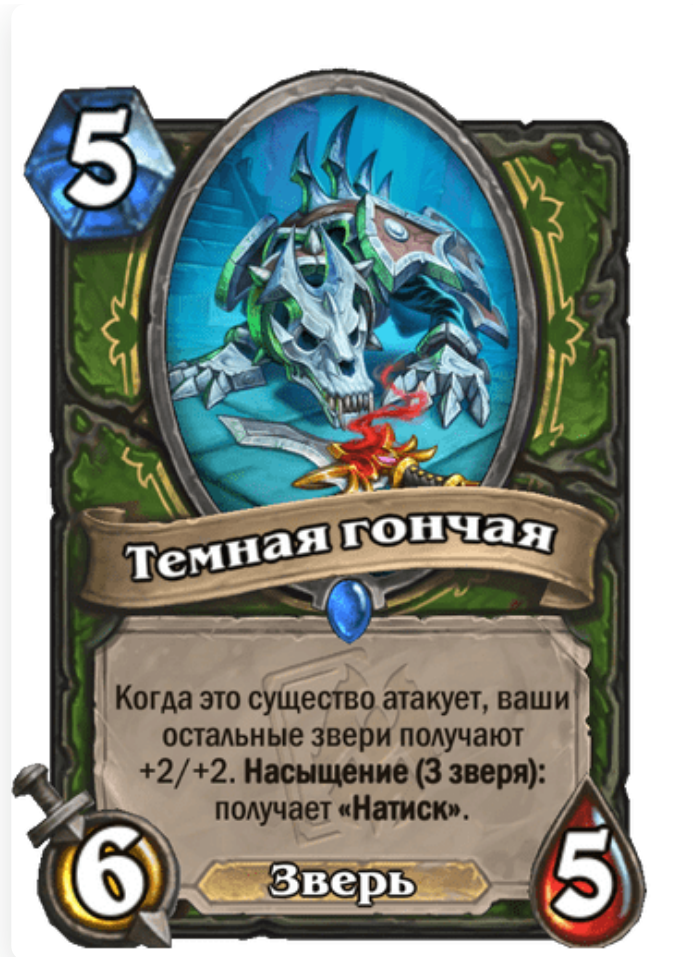 5
Темная гончая
Когда это существо атакует, ваши
остальные звери получают
+2/+2. Насыщение (3 зверя):
получает «Натиск».
6
Зверь
5